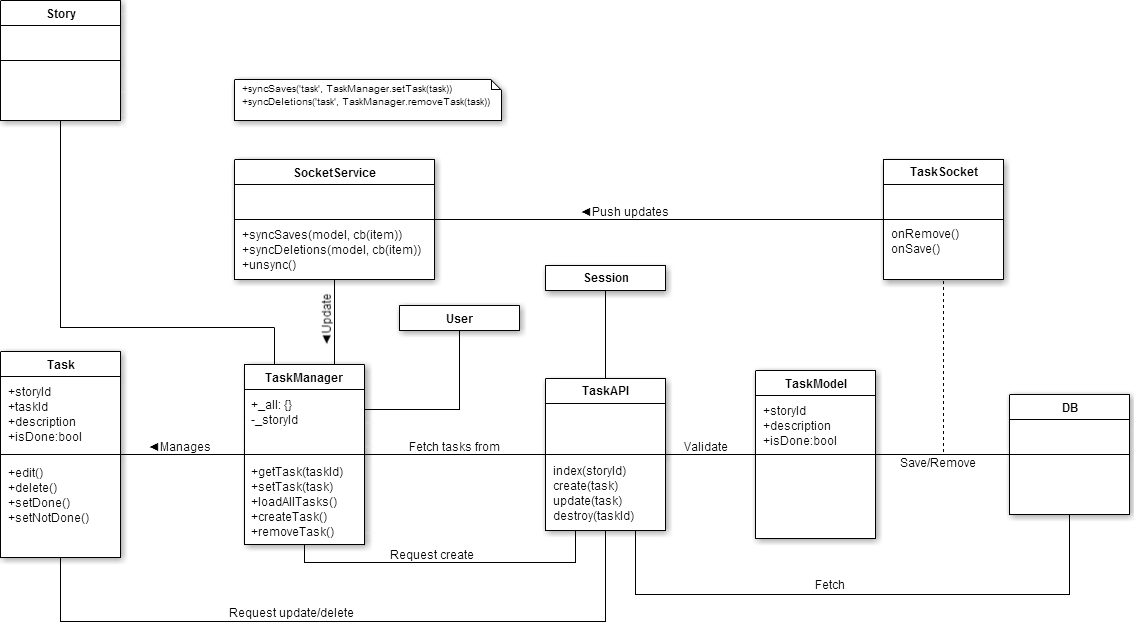 Story
+syncSaves('task', TaskManager.setTask(task))
+syncDeletions('task', TaskManager.removeTask(task))
SocketService
+syncSaves(model, cb(item))
+syncDeletions(model, cb(item))
+unsync()
◄Push updates
TaskSocket
onRemove()
onSave()
◄Update
Session
User
Task
+storyId
+taskId
+description
+isDone:bool
+edit()
+delete()
+setDone()
+setNotDone()
◄Manages
TaskManager
+_all: {}
-_storyId
+getTask(taskId)
+setTask(task)
+loadAllTasks()
+createTask()
+removeTask()
Fetch tasks from
TaskAPI
index(storyId)
create(task)
update(task)
destroy(taskId)
Validate
TaskModel
+storyId
+description
+isDone:bool
Save/Remove
DB
Request create
Fetch
Request update/delete